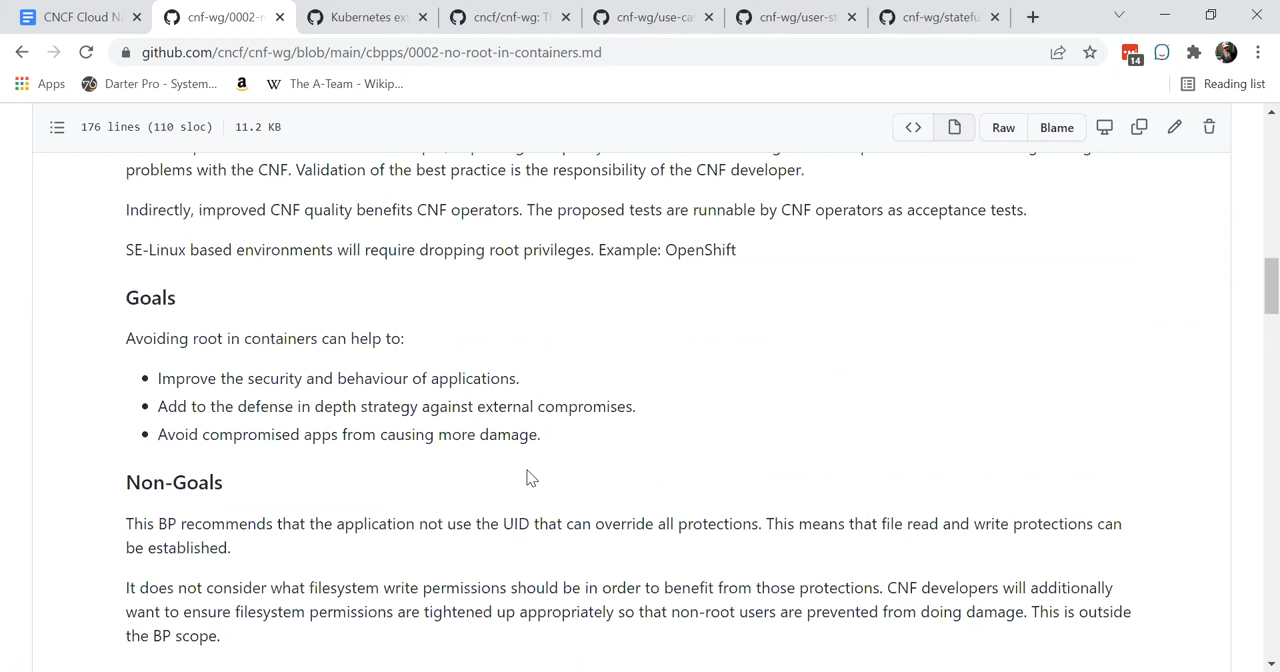 CNCF Cloud N
cnf-wg/0002-n
Kubernetes ext
cncf/cnf-wg: T
cnf-wg/use-ca
cnf-wg/user-st
cnf-wg/statefu
github.com/cncf/cnf-wg/blob/main/cbpps/0002-no-root-in-containers.md
14
Apps
Darter Pro - System...
The A-Team - Wikip...
Reading list
176 lines (110 sloc) 11.2 KB
Raw
Blame
problems with the CNF. Validation of the best practice is the responsibility of the CNF developer.
Indirectly, improved CNF quality benefits CNF operators. The proposed tests are runnable by CNF operators as acceptance tests.
SE-Linux based environments will require dropping root privileges. Example: OpenShift
Goals
Avoiding root in containers can help to:
Improve the security and behaviour of applications.
Add to the defense in depth strategy against external compromises.
Avoid compromised apps from causing more damage.
Non-Goals
This BP recommends that the application not use the UID that can override all protections. This means that file read and write protections can
be established.
It does not consider what filesystem write permissions should be in order to benefit from those protections. CNF developers will additionally
want to ensure filesystem permissions are tightened up appropriately so that non-root users are prevented from doing damage. This is outside
the BP scope.